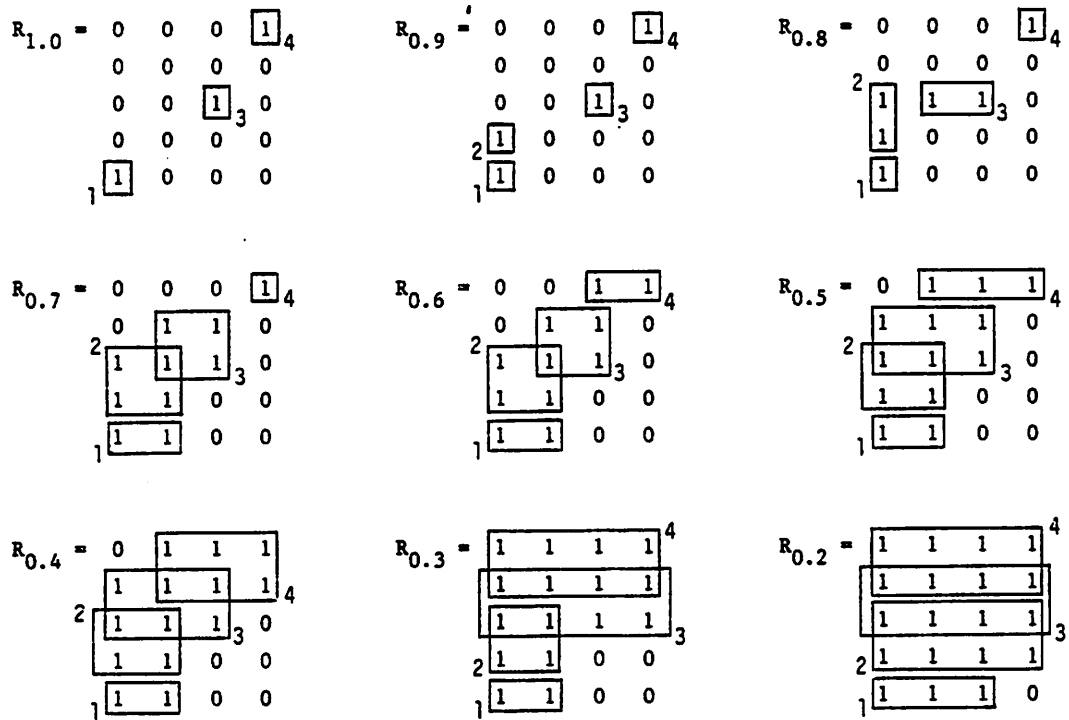 R1.0 = 0 0 0 1 4
0 0 0 0
0 0 1 3 0
0 0 0 0
1 1 0 0 0
R0.9 = 0 0 0 1 4
0 0 0 0
0 0 1 3 0
2 1 0 0 0
1 1 0 0 0
R0.8 = 0 0 0 1 4
0 0 0 0
2 1 1 1 3 0
1 0 0 0
1 1 0 0 0
R0.7 = 0 0 0 1 4
0 1 1 0
2 1 1 1 3 0
1 1 0 0
1 1 1 0 0
R0.6 = 0 0 1 1 4
0 1 1 0
2 1 1 1 3 0
1 1 0 0
1 1 1 0 0
R0.5 = 0 1 1 1 4
1 1 1 0
2 1 1 1 3 0
1 1 0 0
1 1 1 0 0
R0.4 = 0 1 1 1
1 1 1 1 4
2 1 1 1 3 0
1 1 0 0
1 1 1 0 0
R0.3 = 1 1 1 1 4
1 1 1 1
1 1 1 1 3
2 1 1 0 0
1 1 1 0 0
R0.2 = 1 1 1 1 4
1 1 1 1
1 1 1 1 3
2 1 1 1 1
1 1 1 1 0